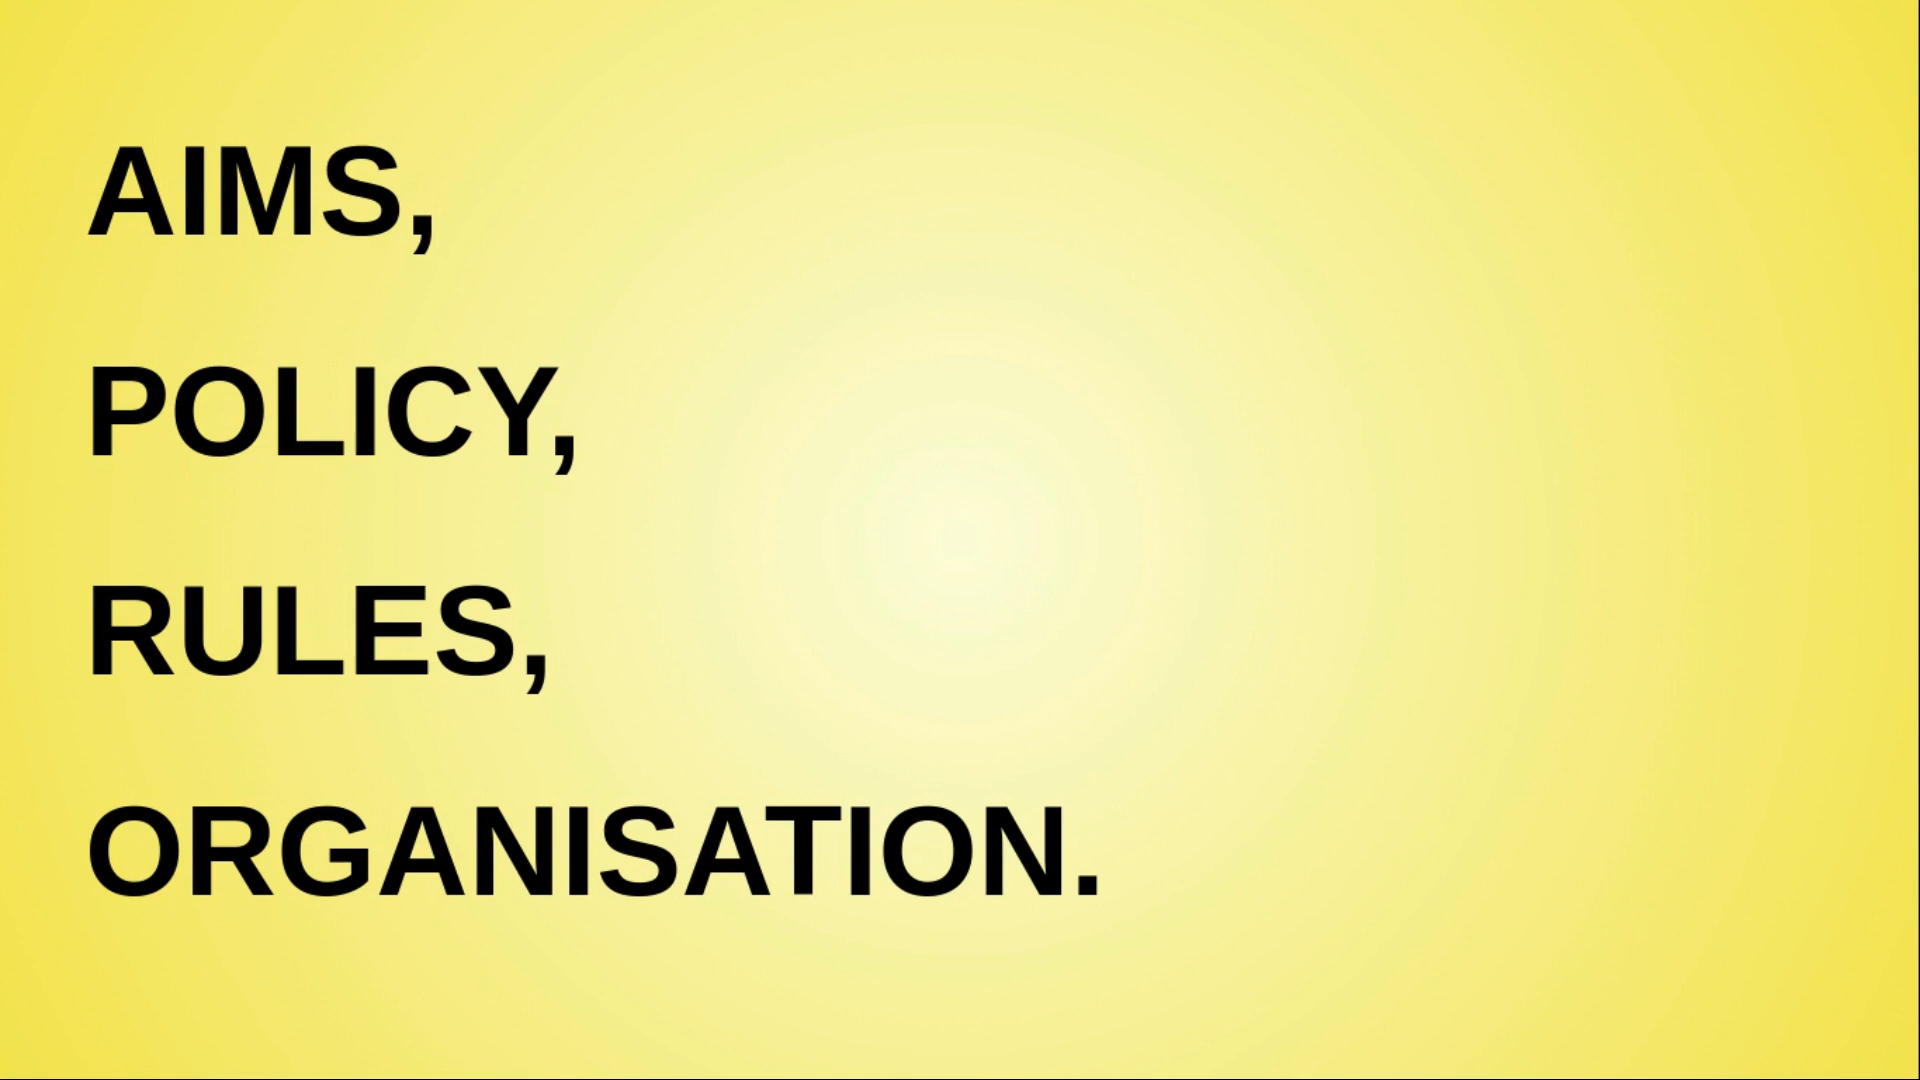 AIMS,
POLICY,
RULES,
ORGANISATION.